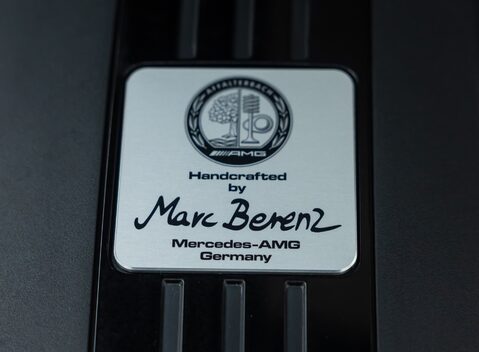 AFFALTERBACH
AMG
Handcrafted
by
Marc Berenz
Mercedes-AMG
Germany